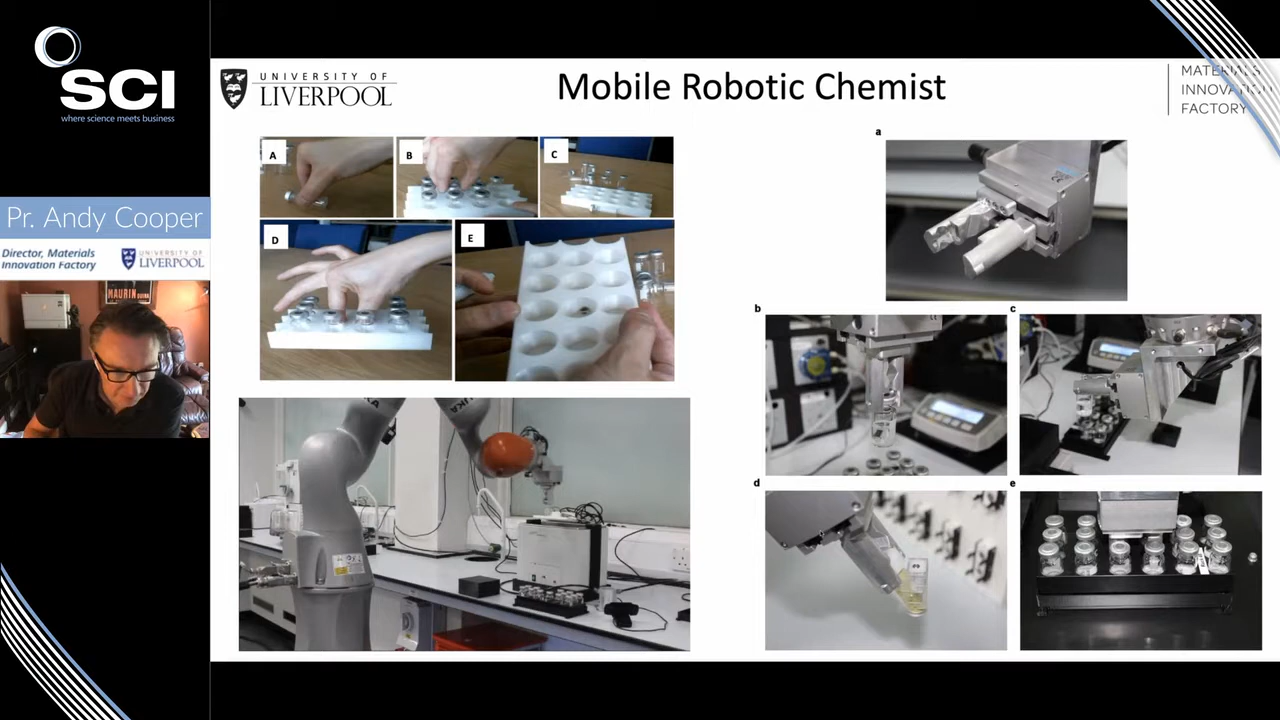 SCI
where science meets business
Pr. Andy Cooper
Director, Materials
Innovation Factory
UNIVERSITY OF
LIVERPOOL
MAURIN
UNIVERSITY OF
LIVERPOOL
Mobile Robotic Chemist
MATERIALS
INNOVATION
FACTORY
A
B
C
D
E
a
b
c
d
e